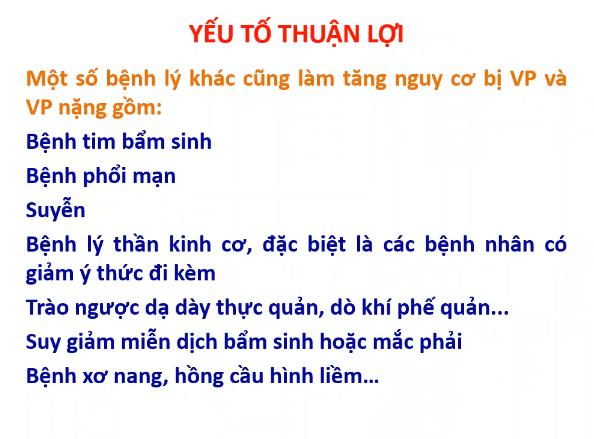 YẾU TỐ THUẬN LỢI
Một số bệnh lý khác cũng làm tăng nguy cơ bị VP và
VP nặng gồm:
Bệnh tim bẩm sinh
Bệnh phổi mạn
Suyễn
Bệnh lý thần kinh cơ, đặc biệt là các bệnh nhân có
giảm ý thức đi kèm
Trào ngược dạ dày thực quản, dò khí phế quản...
Suy giảm miễn dịch bẩm sinh hoặc mắc phải
Bệnh xơ nang, hồng cầu hình liềm...